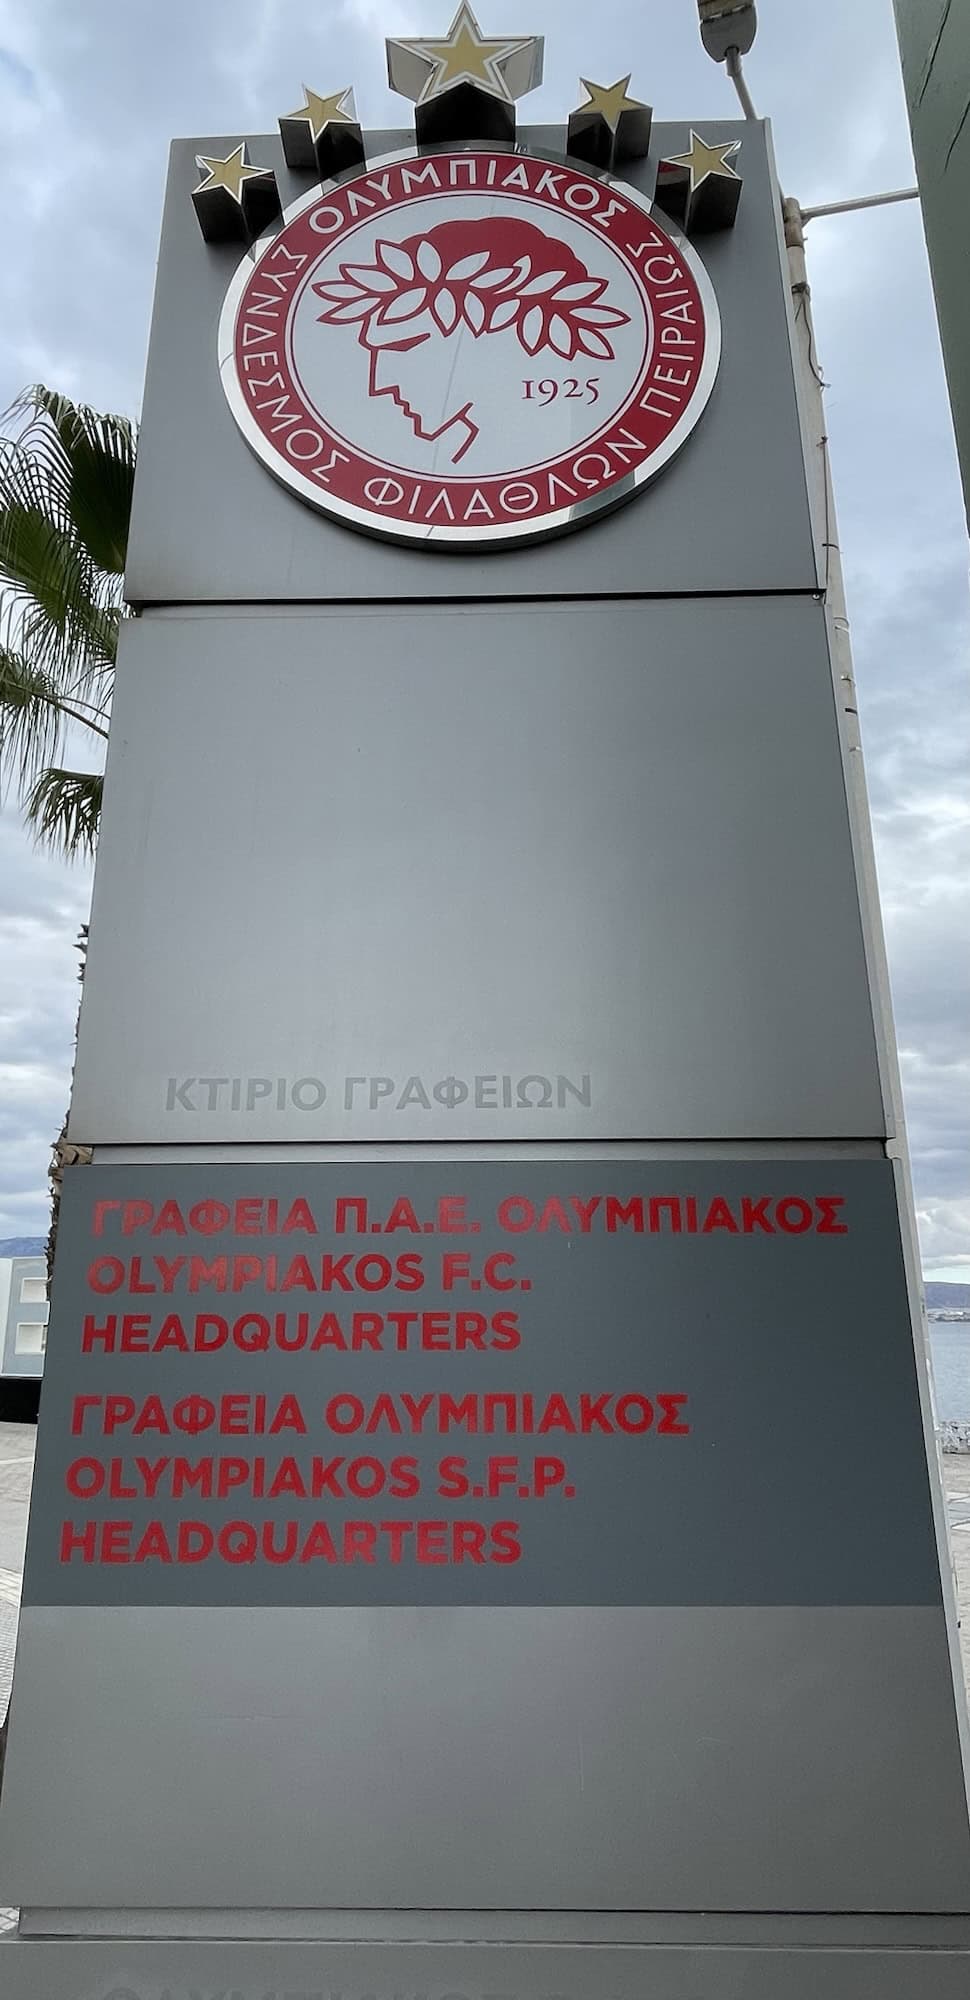 ΟΛΥΜΠΙΑΚΟΣ
ΣΥΝΔΕΣΜΟΣ ΦΙΛΑΘΛΩΝ ΠΕΙΡΑΙΩΣ
1925
ΚΤΙΡΙΟ ΓΡΑΦΕΙΩΝ
ΓΡΑΦΕΙΑ Π.Α.Ε. ΟΛΥΜΠΙΑΚΟΣ
OLYMPIAKOS F.C.
HEADQUARTERS
ΓΡΑΦΕΙΑ ΟΛΥΜΠΙΑΚΟΣ
OLYMPIAKOS S.F.P.
HEADQUARTERS